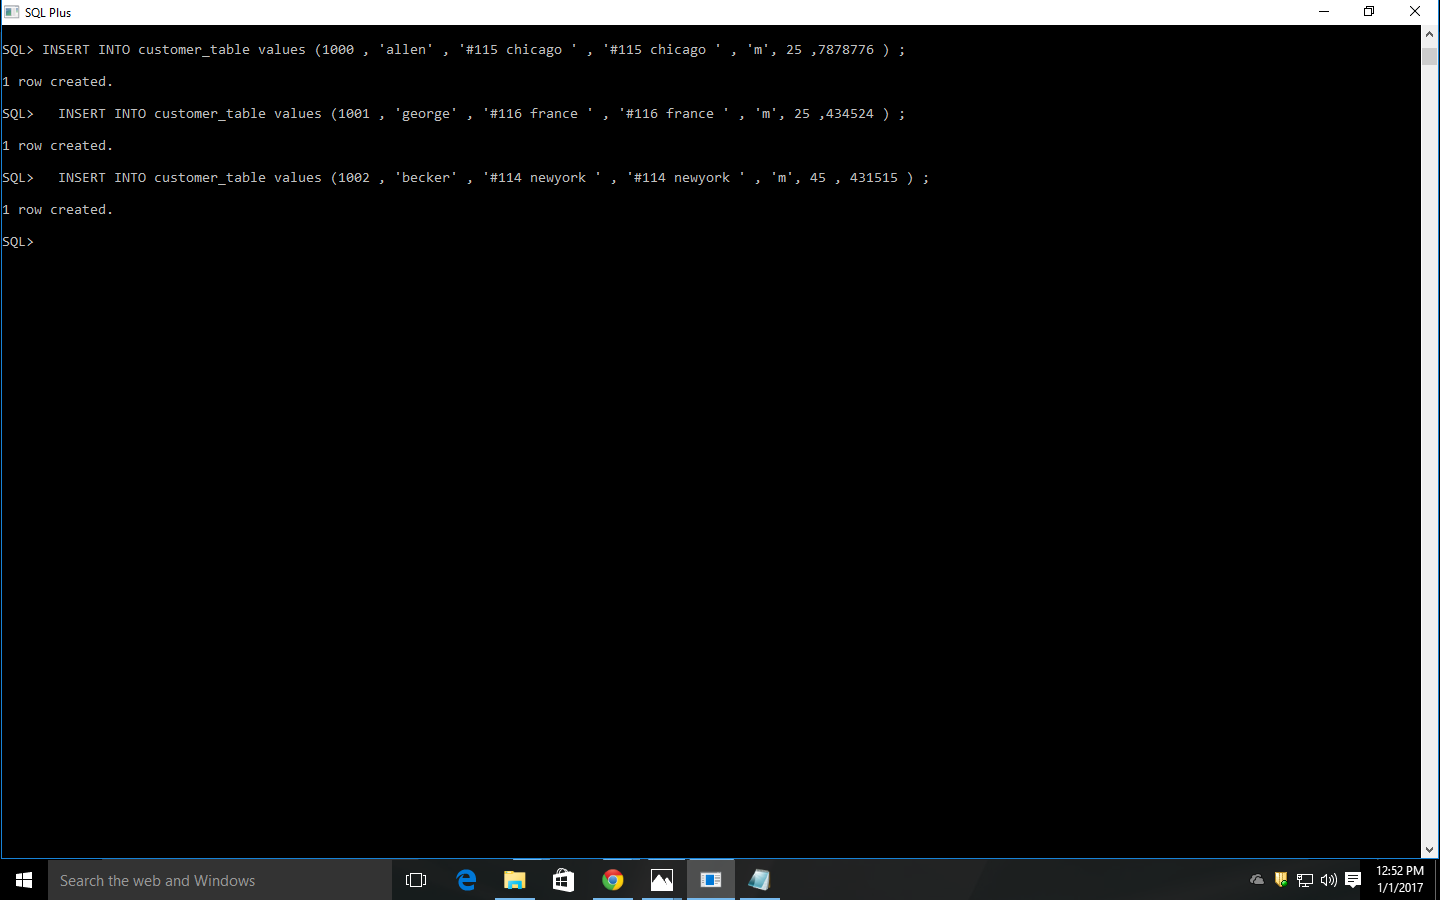 SQL Plus
SQL> INSERT INTO customer_table values (1000 , 'allen' , '#115 chicago ' , '#115 chicago ' , 'm', 25 ,7878776 ) ;
1 row created.
SQL>   INSERT INTO customer_table values (1001 , 'george' , '#116 france ' , '#116 france ' , 'm', 25 ,434524 ) ;
1 row created.
SQL>   INSERT INTO customer_table values (1002 , 'becker' , '#114 newyork ' , '#114 newyork ' , 'm', 45 , 431515 ) ;
1 row created.
SQL>
Search the web and Windows
12:52 PM
1/1/2017